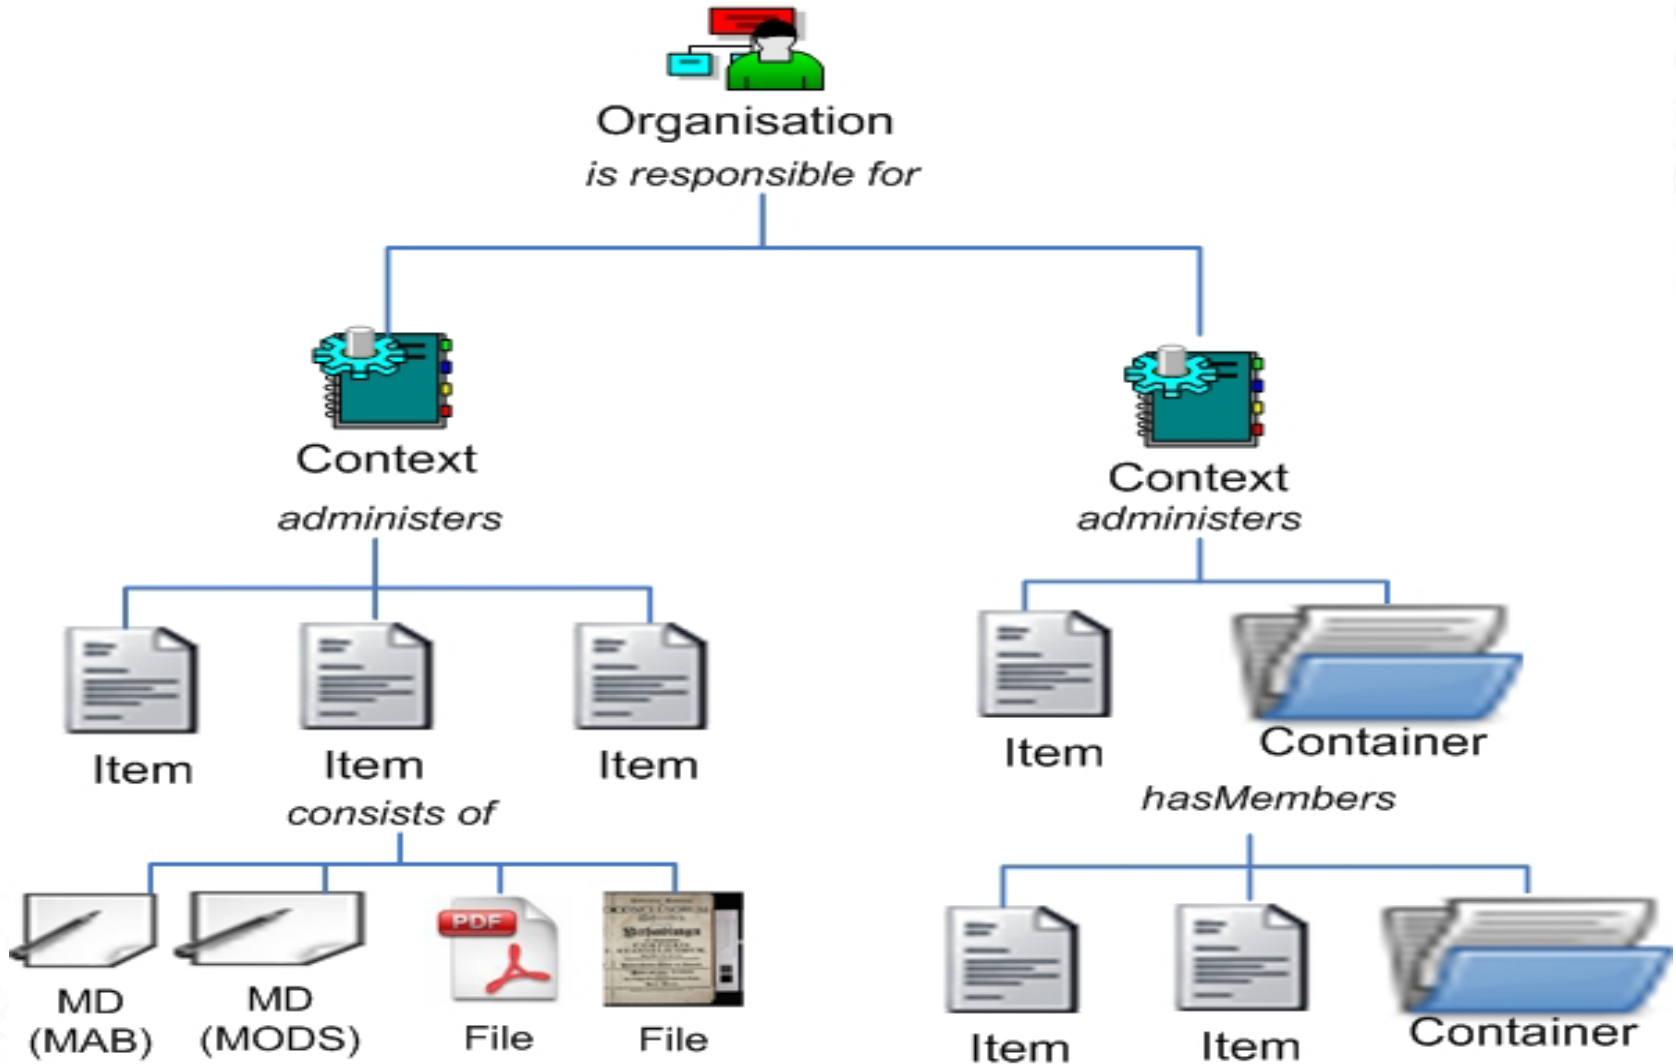 Organisation
is responsible for
Context
administers
Context
administers
Item
Item
Item
Item
Container
consists of
hasMembers
MD
(MAB)
MD
(MODS)
PDF
File
File
Item
Item
Container